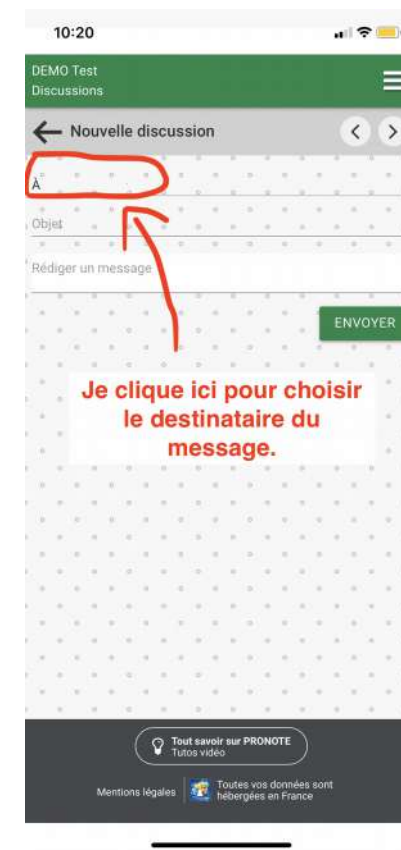 10:20
DEMO Test
Discussions
Nouvelle discussion
À
Objet
Rédiger un message
ENVOYER
Je clique ici pour choisir
le destinataire du
message.
Tout savoir sur PRONOTE
Tutos vidéo
Mentions légales
Toutes vos données sont
hébergées en France